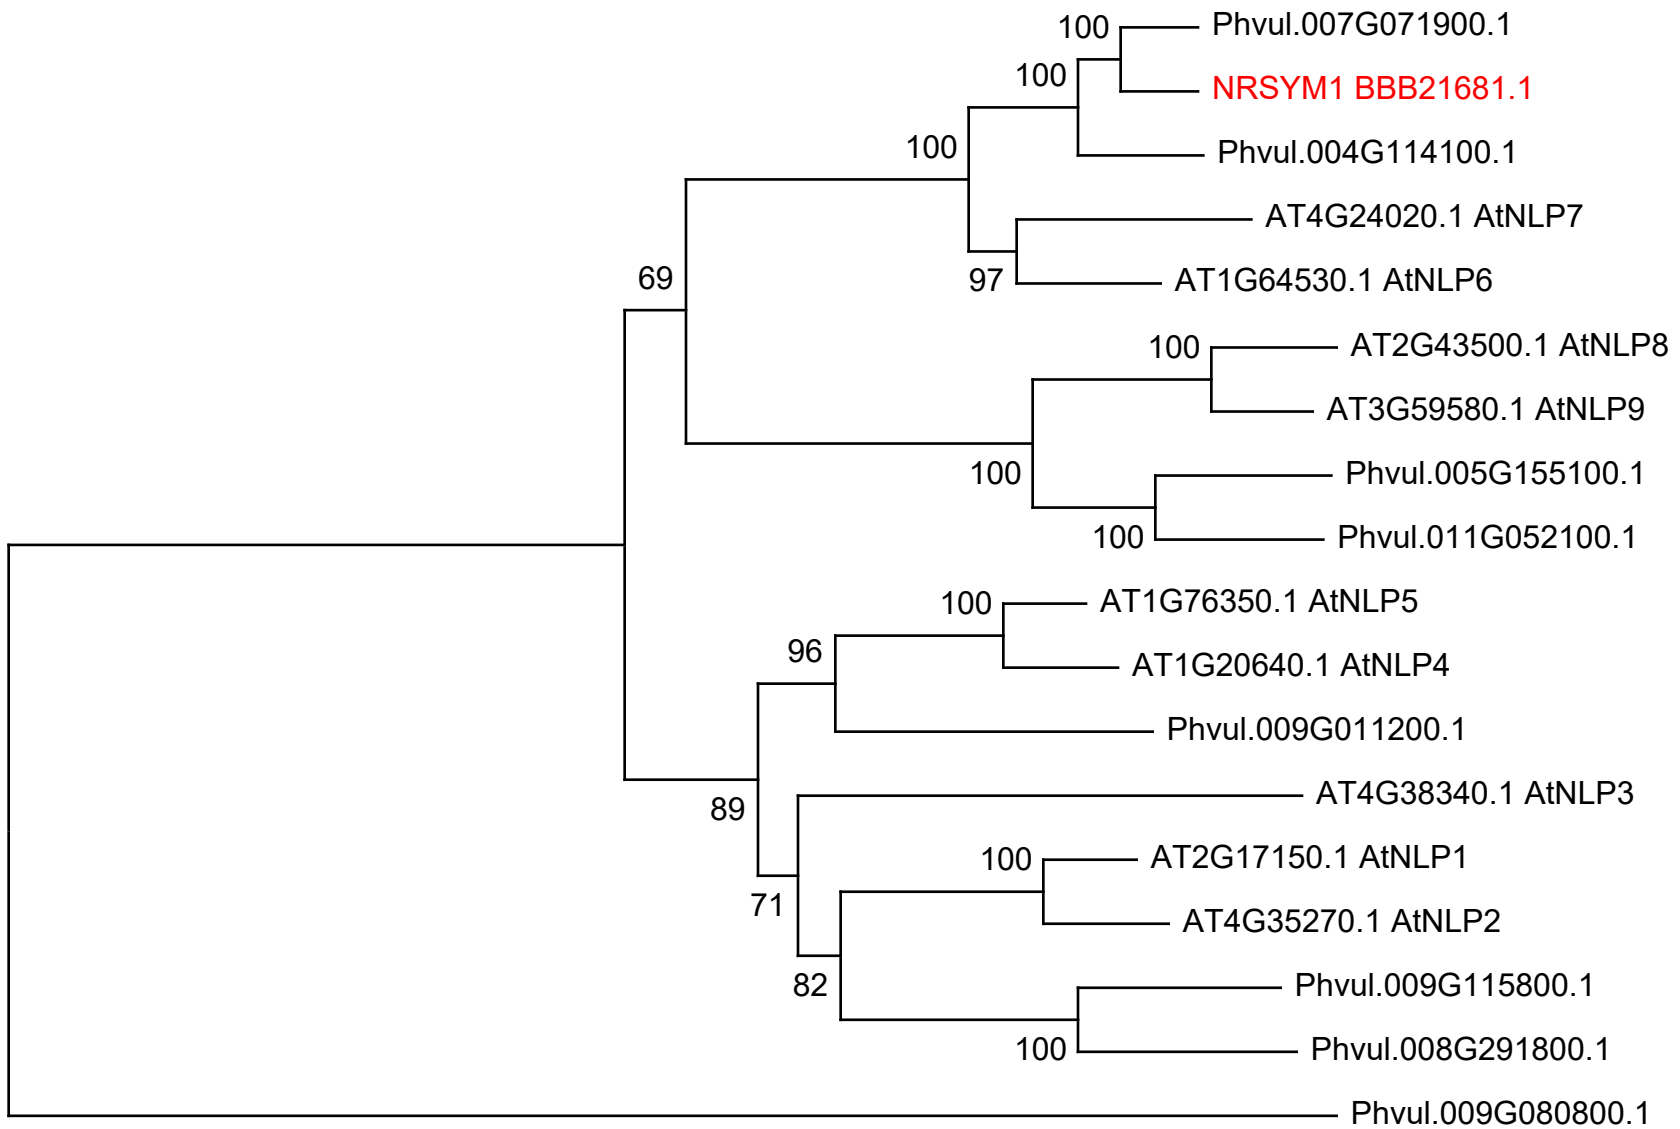 100
Phvul.007G071900.1
100
NRSYM1 BBB21681.1
100
Phvul.004G114100.1
AT4G24020.1 AtNLP7
69
97
AT1G64530.1 AtNLP6
100
AT2G43500.1 AtNLP8
AT3G59580.1 AtNLP9
100
Phvul.005G155100.1
100
Phvul.011G052100.1
100
AT1G76350.1 AtNLP5
96
AT1G20640.1 AtNLP4
Phvul.009G011200.1
89
AT4G38340.1 AtNLP3
100
AT2G17150.1 AtNLP1
71
AT4G35270.1 AtNLP2
82
Phvul.009G115800.1
100
Phvul.008G291800.1
Phvul.009G080800.1